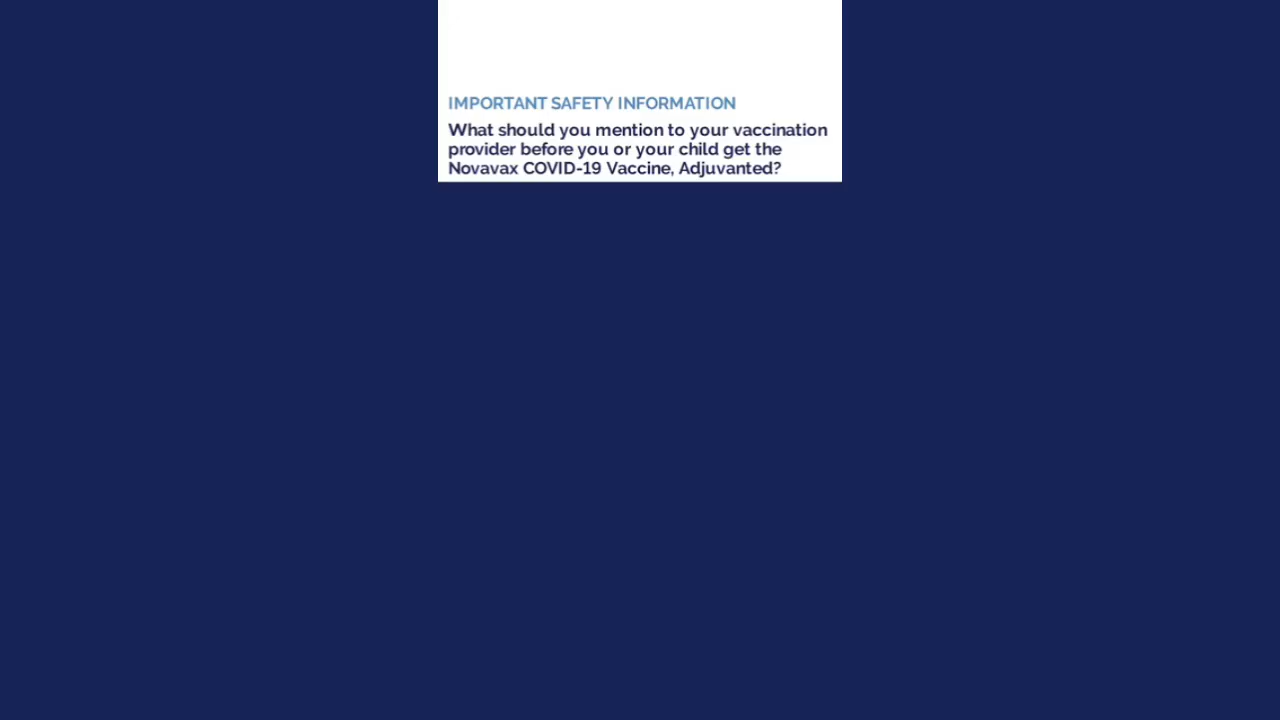 IMPORTANT SAFETY INFORMATION
What should you mention to your vaccination
provider before you or your child get the
Novavax COVID-19 Vaccine, Adjuvanted?